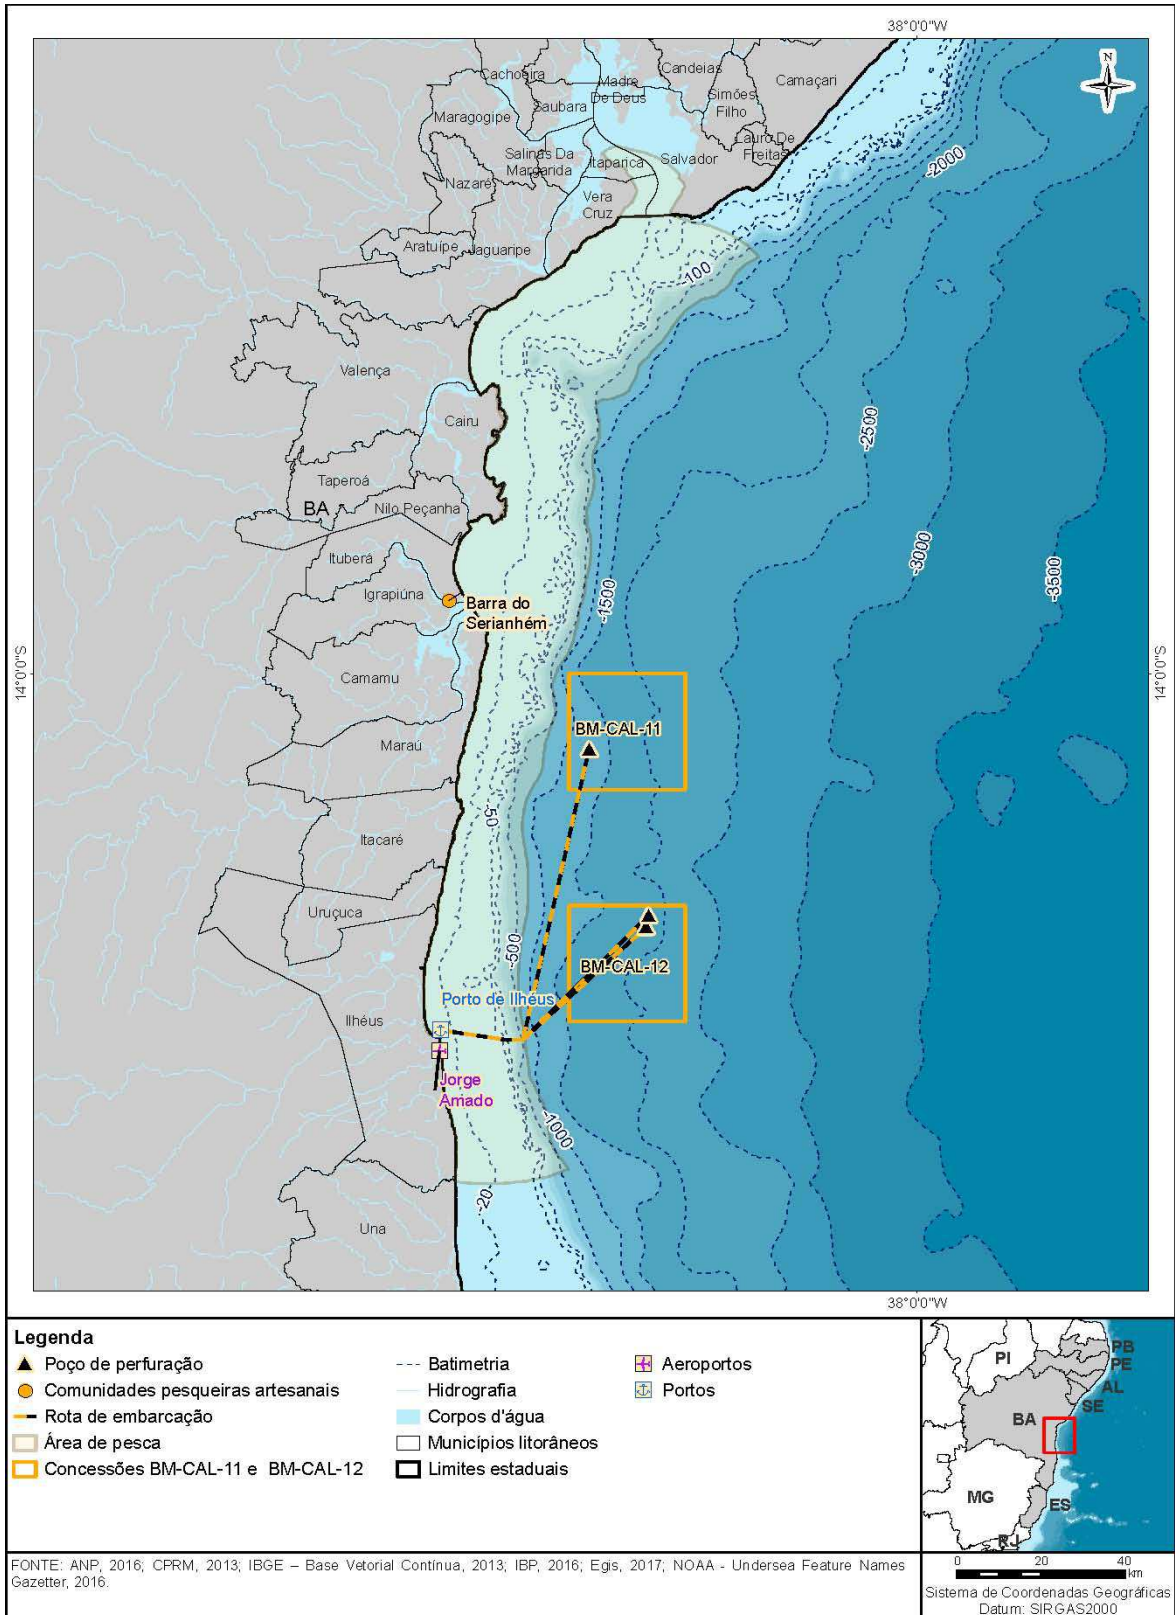 38°0'0"W
N
Cachoeira
Candeias
Camaçari
Madre
De Deus
Simões
Filho
Saubara
Maragogipe
Lauro De
Freitas
Salinas Da
Margarida
Itaparica
Salvador
-2000
Nazaré
Vera
Cruz
Aratuípe
Jaguaripe
-100
Valença
Cairu
-2500
Taperoá
BA
Nilo Peçanha
-3000
Ituberá
-3500
Igrapiúna
-1500
Barra do
Serianhém
14°0'0"S
14°0'0"S
Camamu
BM-CAL-11
Maraú
-50
Itacaré
Uruçuca
-500
BM-CAL-12
Porto de Ilhéus
Ilhéus
Jorge
Amado
-1000
-20
Una
38°0'0"W
Legenda
Poço de perfuração
Comunidades pesqueiras artesanais
Rota de embarcação
Área de pesca
Concessões BM-CAL-11 e BM-CAL-12
Batimetria
Hidrografia
Corpos d'água
Municípios litorâneos
Limites estaduais
Aeroportos
Portos
PI
PB
PE
AL
SE
BA
MG
ES
RJ
FONTE: ANP, 2016; CPRM, 2013; IBGE – Base Vetorial Contínua, 2013; IBP, 2016; Egis, 2017; NOAA - Undersea Feature Names
Gazetter, 2016.
0 20 40
km
Sistema de Coordenadas Geográficas
Datum: SIRGAS2000